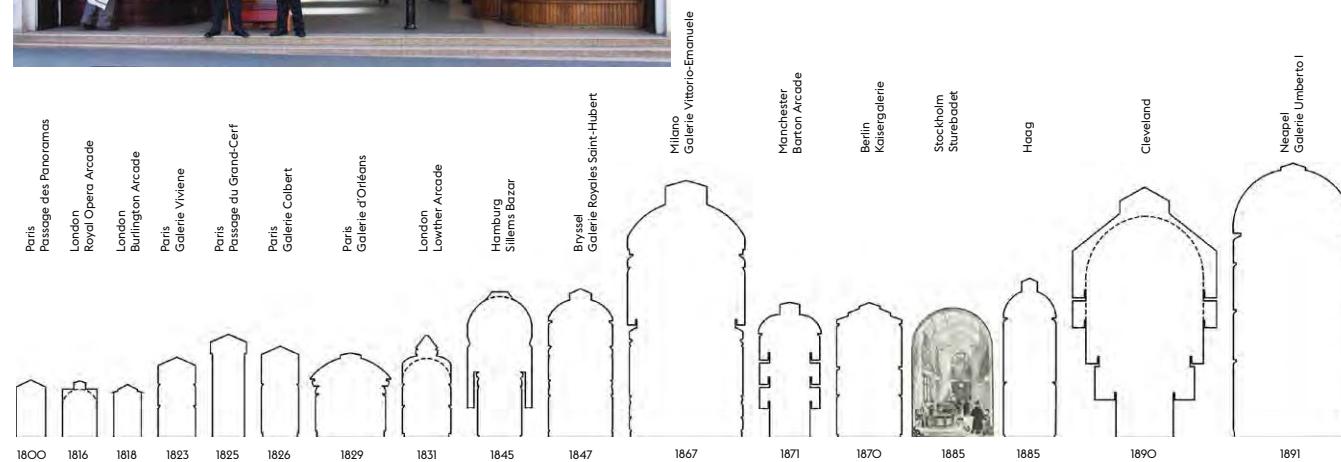 Paris
Passage des Panoramas
London
Royal Opera Arcade
London
Burlington Arcade
Paris
Galerie Viviene
Paris
Passage du Grand-Cerf
Paris
Galerie Colbert
Paris
Galerie d'Orléans
London
Lowther Arcade
Hamburg
Sillems Bazar
Bryssel
Galerie Royales Saint-Hubert
Milano
Galerie Vittorio-Emanuele
Manchester
Barton Arcade
Berlin
Kaisergalerie
Stockholm
Sturebadet
Haag
Cleveland
Neapel
Galerie Umberto I
1800
1816
1818
1823
1825
1826
1829
1831
1845
1847
1867
1871
1870
1885
1885
1890
1891